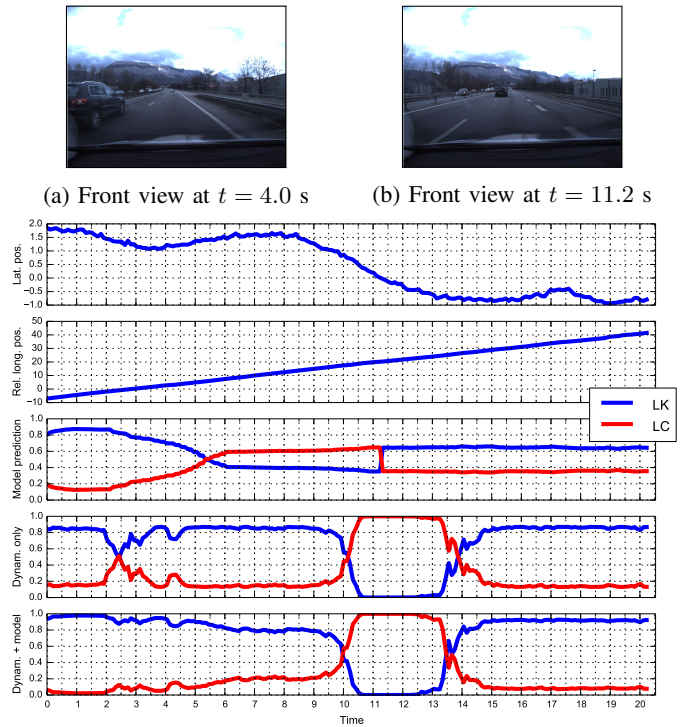 (a) Front view at t = 4.0 s
(b) Front view at t = 11.2 s
Lat. pos.
2.0
1.5
1.0
0.5
0.0
−0.5
−1.0
Rel. long. pos.
50
40
30
20
10
0
−10
LK
LC
Model prediction
1.0
0.8
0.6
0.4
0.2
0.0
Dynam. only
1.0
0.8
0.6
0.4
0.2
0.0
Dynam. + model
1.0
0.8
0.6
0.4
0.2
0.0
0 1 2 3 4 5 6 7 8 9 10 11 12 13 14 15 16 17 18 19 20
Time